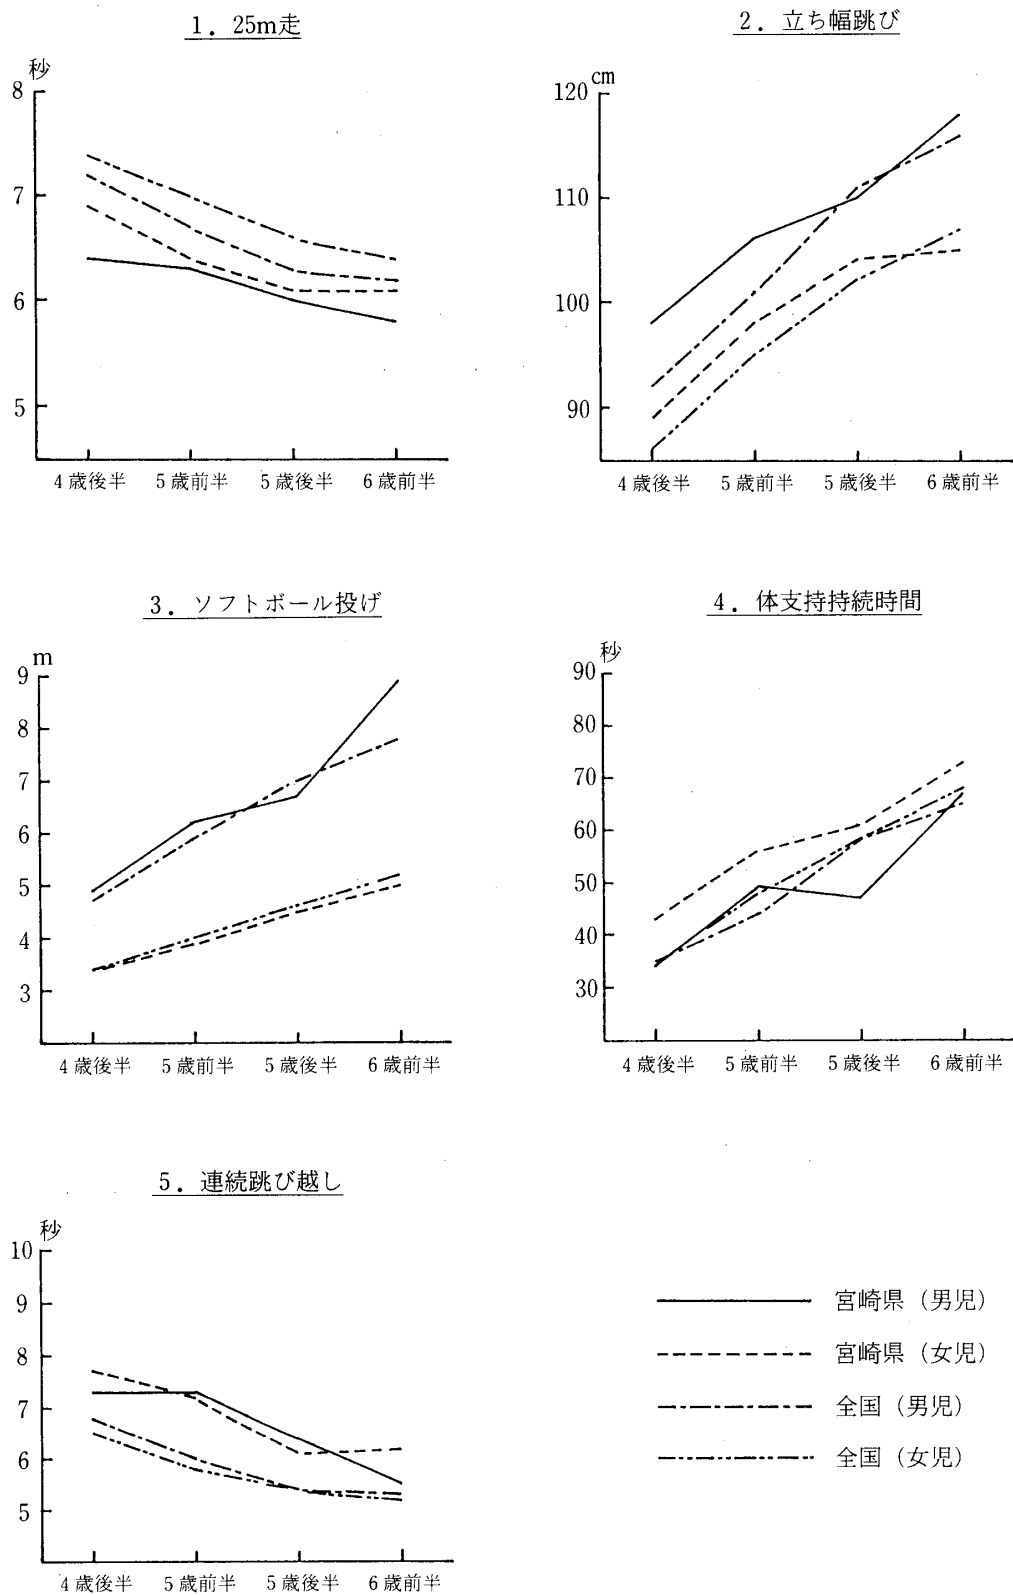 1．25m走
秒
8
7
6
5
4歳後半 5歳前半 5歳後半 6歳前半
2．立ち幅跳び
cm
120
110
100
90
4歳後半 5歳前半 5歳後半 6歳前半
3．ソフトボール投げ
m
9
8
7
6
5
4
3
4歳後半 5歳前半 5歳後半 6歳前半
4．体支持持続時間
秒
90
80
70
60
50
40
30
4歳後半 5歳前半 5歳後半 6歳前半
5．連続跳び越し
秒
10
9
8
7
6
5
4歳後半 5歳前半 5歳後半 6歳前半
宮崎県（男児）
宮崎県（女児）
全国（男児）
全国（女児）